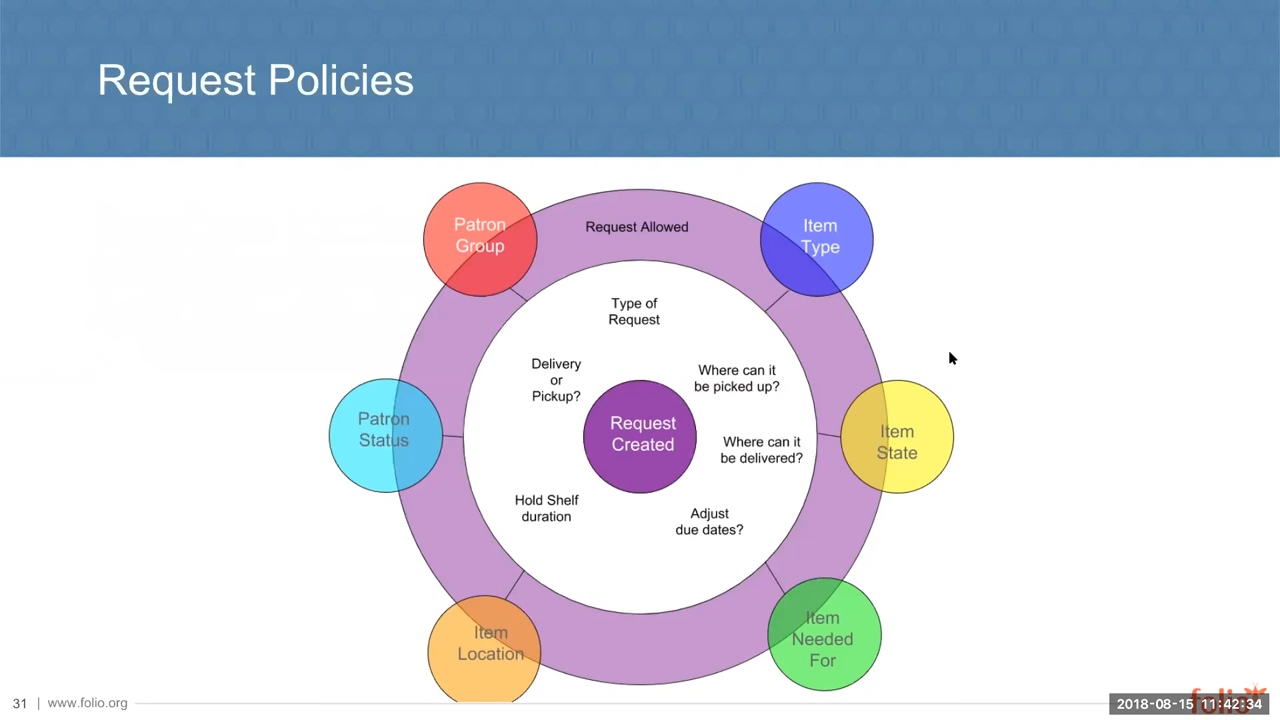 Request Policies
Patron
Group
Request Allowed
Item
Type
Type of
Request
Delivery
or
Pickup?
Where can it
be picked up?
Patron
Status
Request
Created
Item
State
Where can it
be delivered?
Hold Shelf
duration
Adjust
due dates?
Item
Location
Item
Needed
For
31 | www.folio.org
folio
2018-08-15 11:42:34